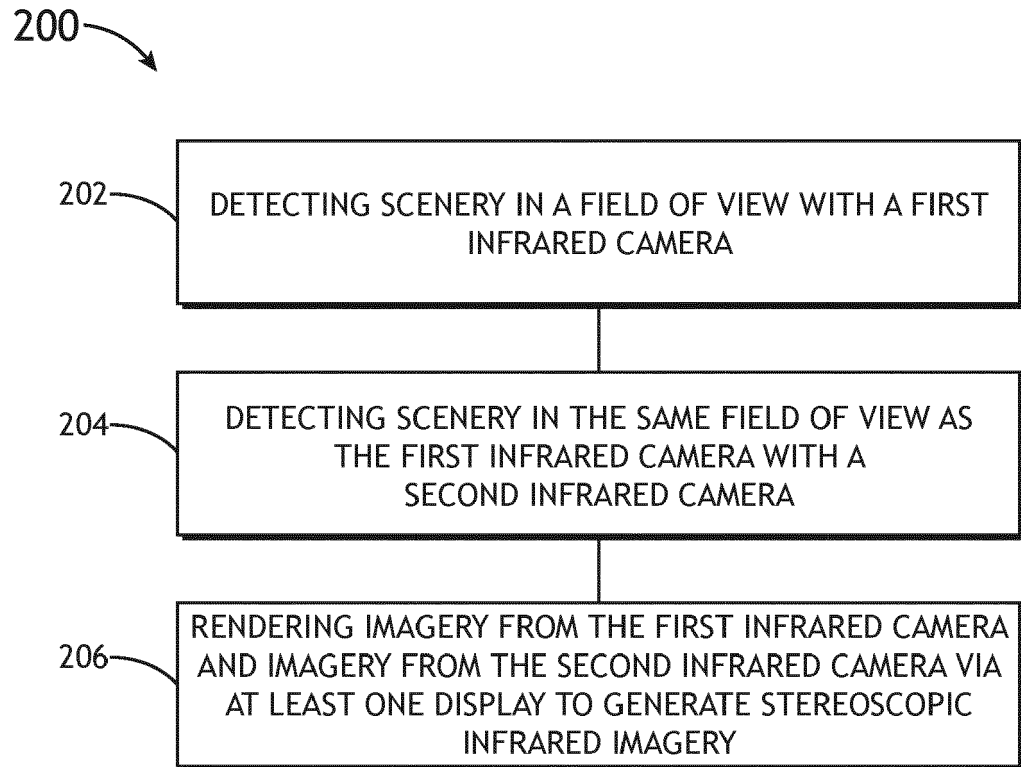 200
202
DETECTING SCENERY IN A FIELD OF VIEW WITH A FIRST
INFRARED CAMERA
204
DETECTING SCENERY IN THE SAME FIELD OF VIEW AS
THE FIRST INFRARED CAMERA WITH A
SECOND INFRARED CAMERA
206
RENDERING IMAGERY FROM THE FIRST INFRARED CAMERA
AND IMAGERY FROM THE SECOND INFRARED CAMERA VIA
AT LEAST ONE DISPLAY TO GENERATE STEREOSCOPIC
INFRARED IMAGERY